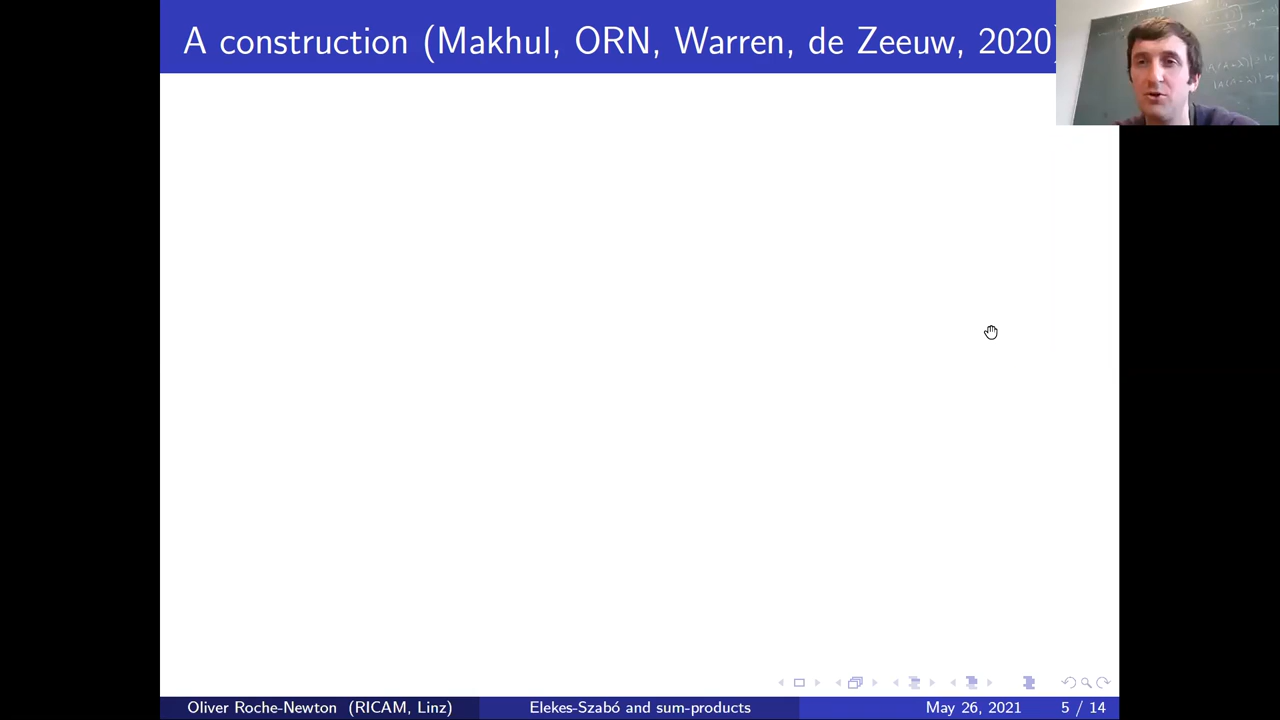 A construction (Makhul, ORN, Warren, de Zeeuw, 2020)
Oliver Roche-Newton (RICAM, Linz)
Elekes-Szabó and sum-products
May 26, 2021
5 / 14